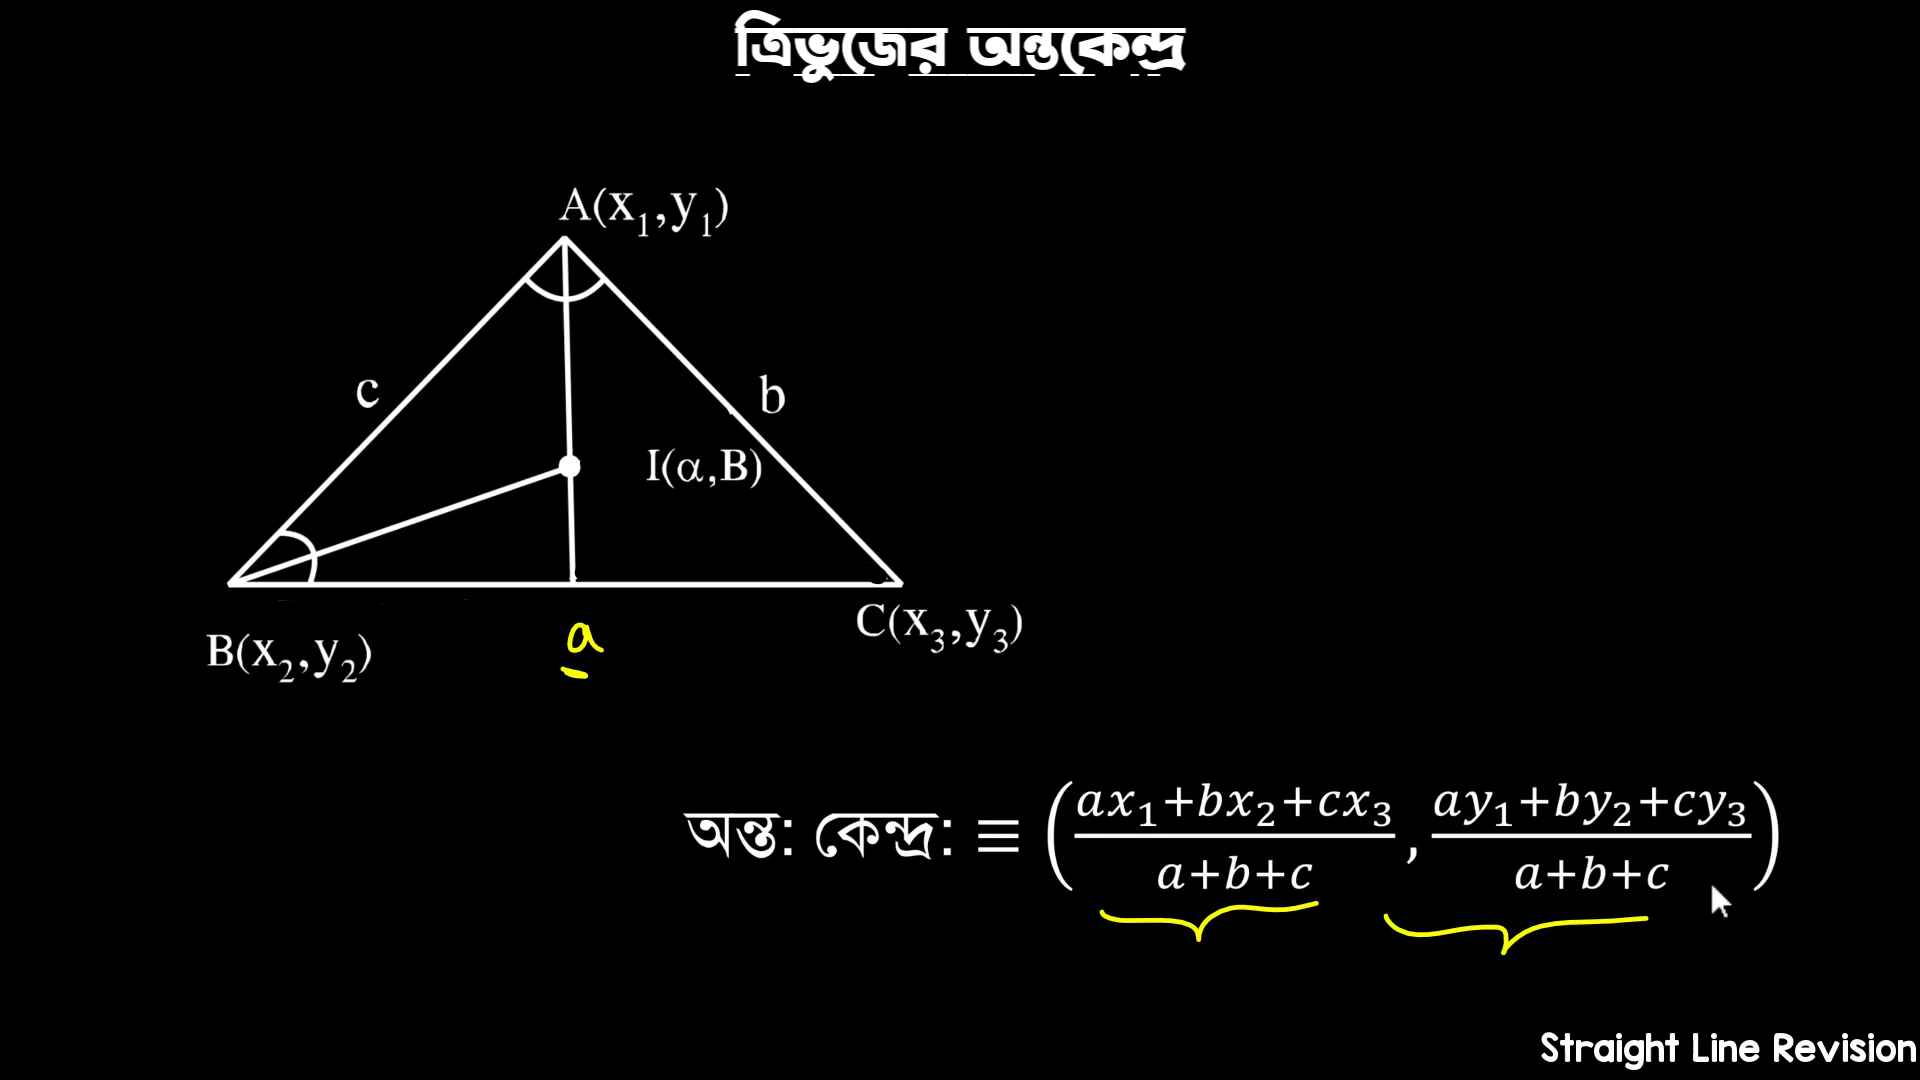 ত্রিভুজের অন্তকেন্দ্র
A(x₁,y₁)
c
b
I(α,B)
B(x₂,y₂)
a
C(x₃,y₃)
অন্ত: কেন্দ্র: ≡ ((ax₁+bx₂+cx₃)/(a+b+c), (ay₁+by₂+cy₃)/(a+b+c))
Straight Line Revision